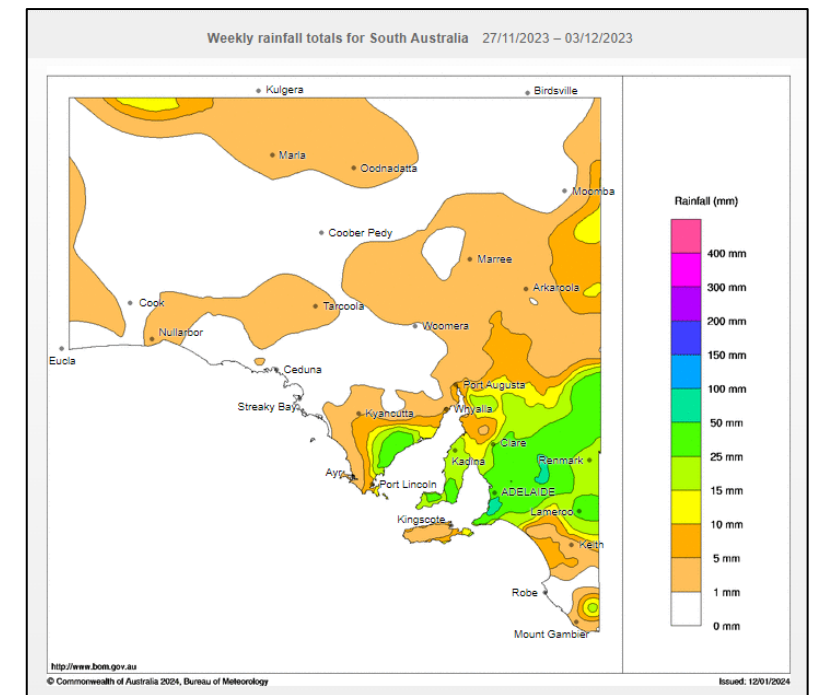 Weekly rainfall totals for South Australia 27/11/2023 – 03/12/2023
Kulgera
Birdsville
Marla
Oodnadatta
Moomba
Rainfall (mm)
Coober Pedy
400 mm
Marree
300 mm
Arkaroola
Cook
Tarcoola
200 mm
Woomera
Nullarbor
150 mm
Eucla
Ceduna
Port Augusta
100 mm
Streaky Bay
Kyancutta
Whyalla
50 mm
Clare
Kadina
Renmark
25 mm
Ayr
Port Lincoln
ADELAIDE
15 mm
Lameroo
Kingscote
10 mm
Keith
5 mm
Robe
1 mm
0 mm
Mount Gambier
http://www.bom.gov.au
© Commonwealth of Australia 2024, Bureau of Meteorology
Issued: 12/01/2024